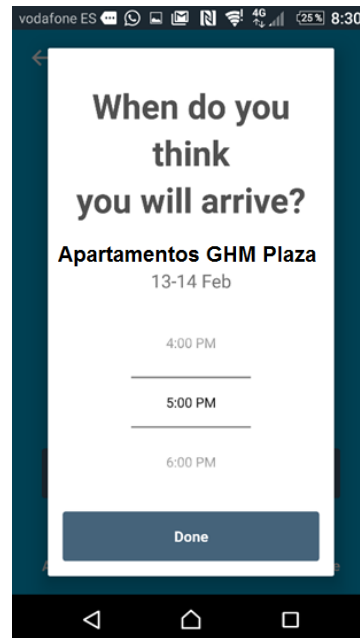 vodafone ES 4G 25% 8:30
When do you
think
you will arrive?
Apartamentos GHM Plaza
13-14 Feb
4:00 PM
5:00 PM
6:00 PM
Done